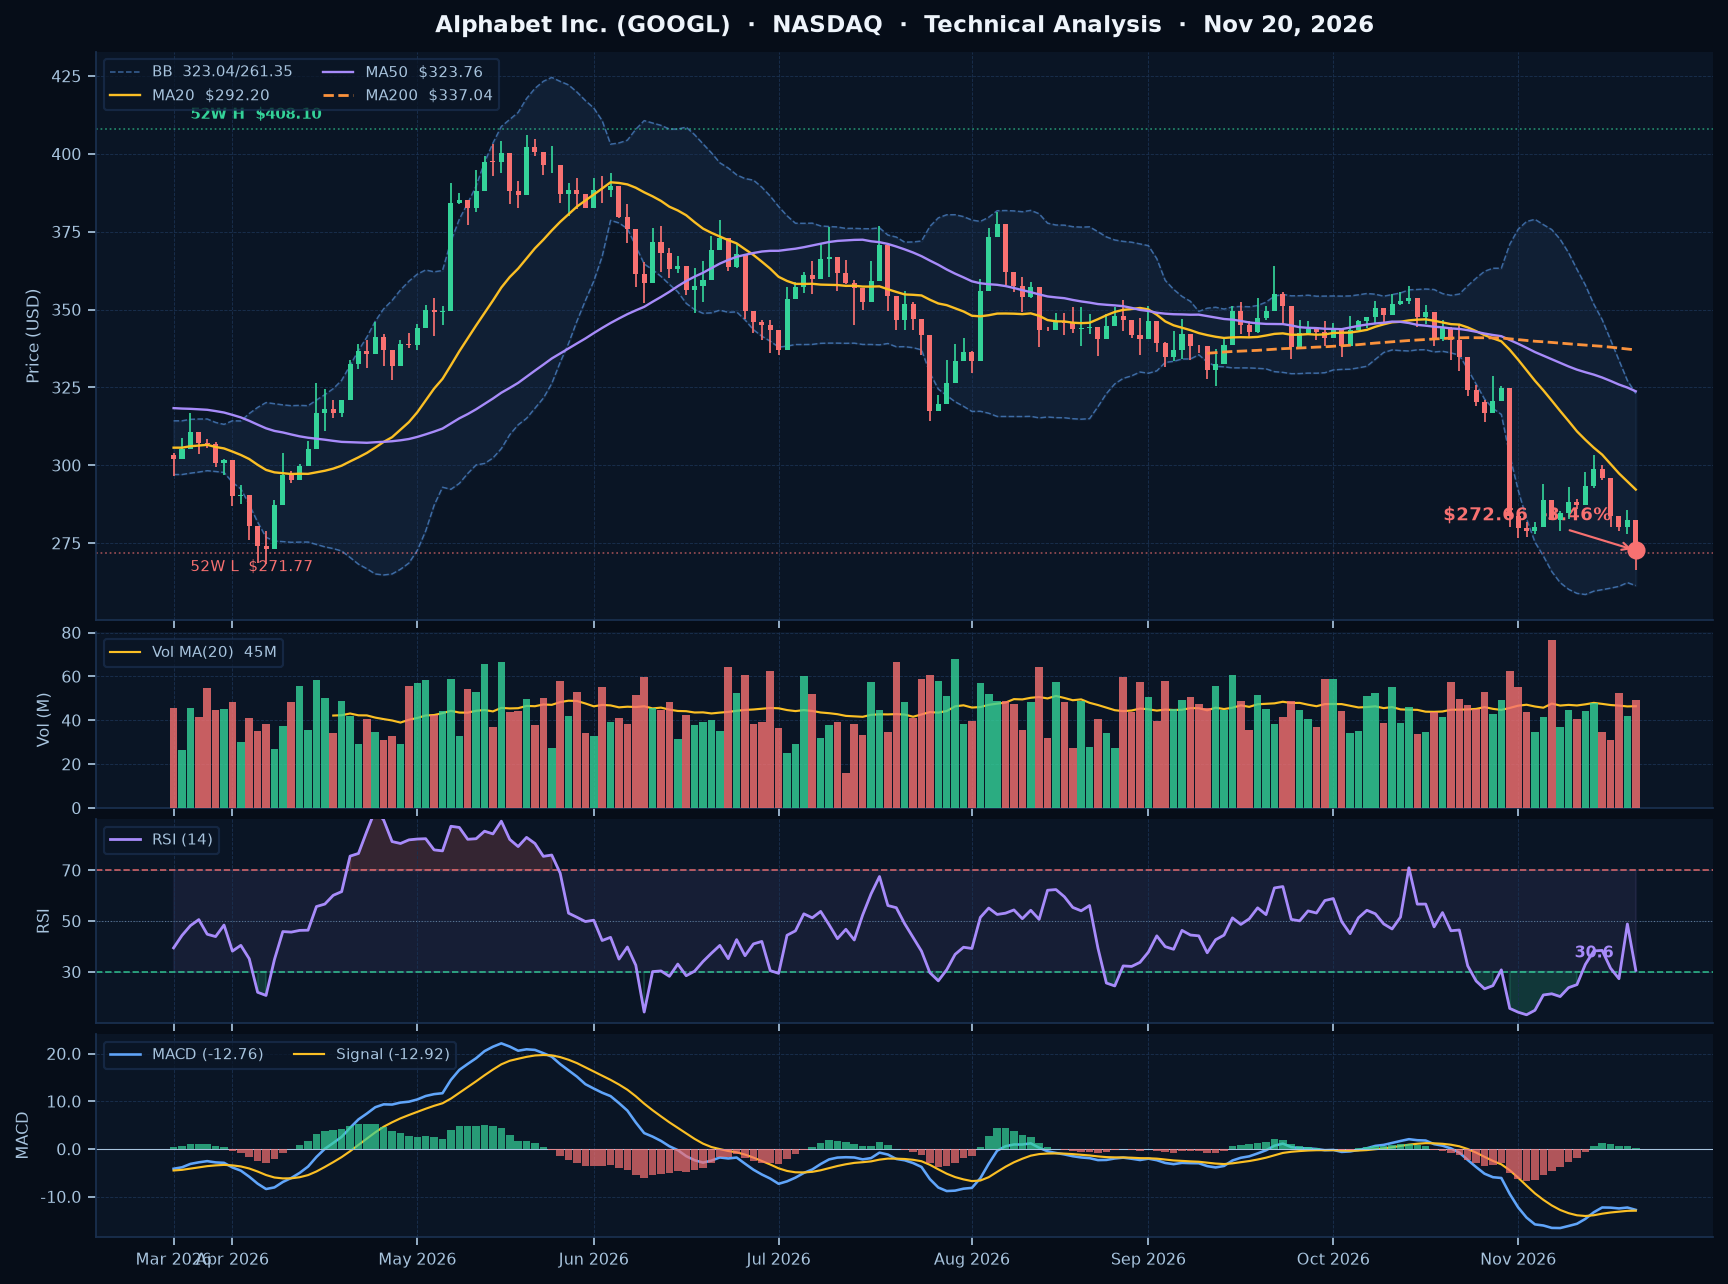 Alphabet Inc. (GOOGL) · NASDAQ · Technical Analysis · Nov 20, 2026
BB 323.04/261.35
MA20 $292.20
MA50 $323.76
MA200 $337.04
52W H $408.10
52W L $271.77
$272.66 -3.46%
Price (USD)
425
400
375
350
325
300
275
Vol MA(20) 45M
Vol (M)
80
60
40
20
0
RSI (14)
RSI
70
50
30
30.6
MACD (-12.76)
Signal (-12.92)
MACD
20.0
10.0
0.0
-10.0
Mar 2026
Apr 2026
May 2026
Jun 2026
Jul 2026
Aug 2026
Sep 2026
Oct 2026
Nov 2026